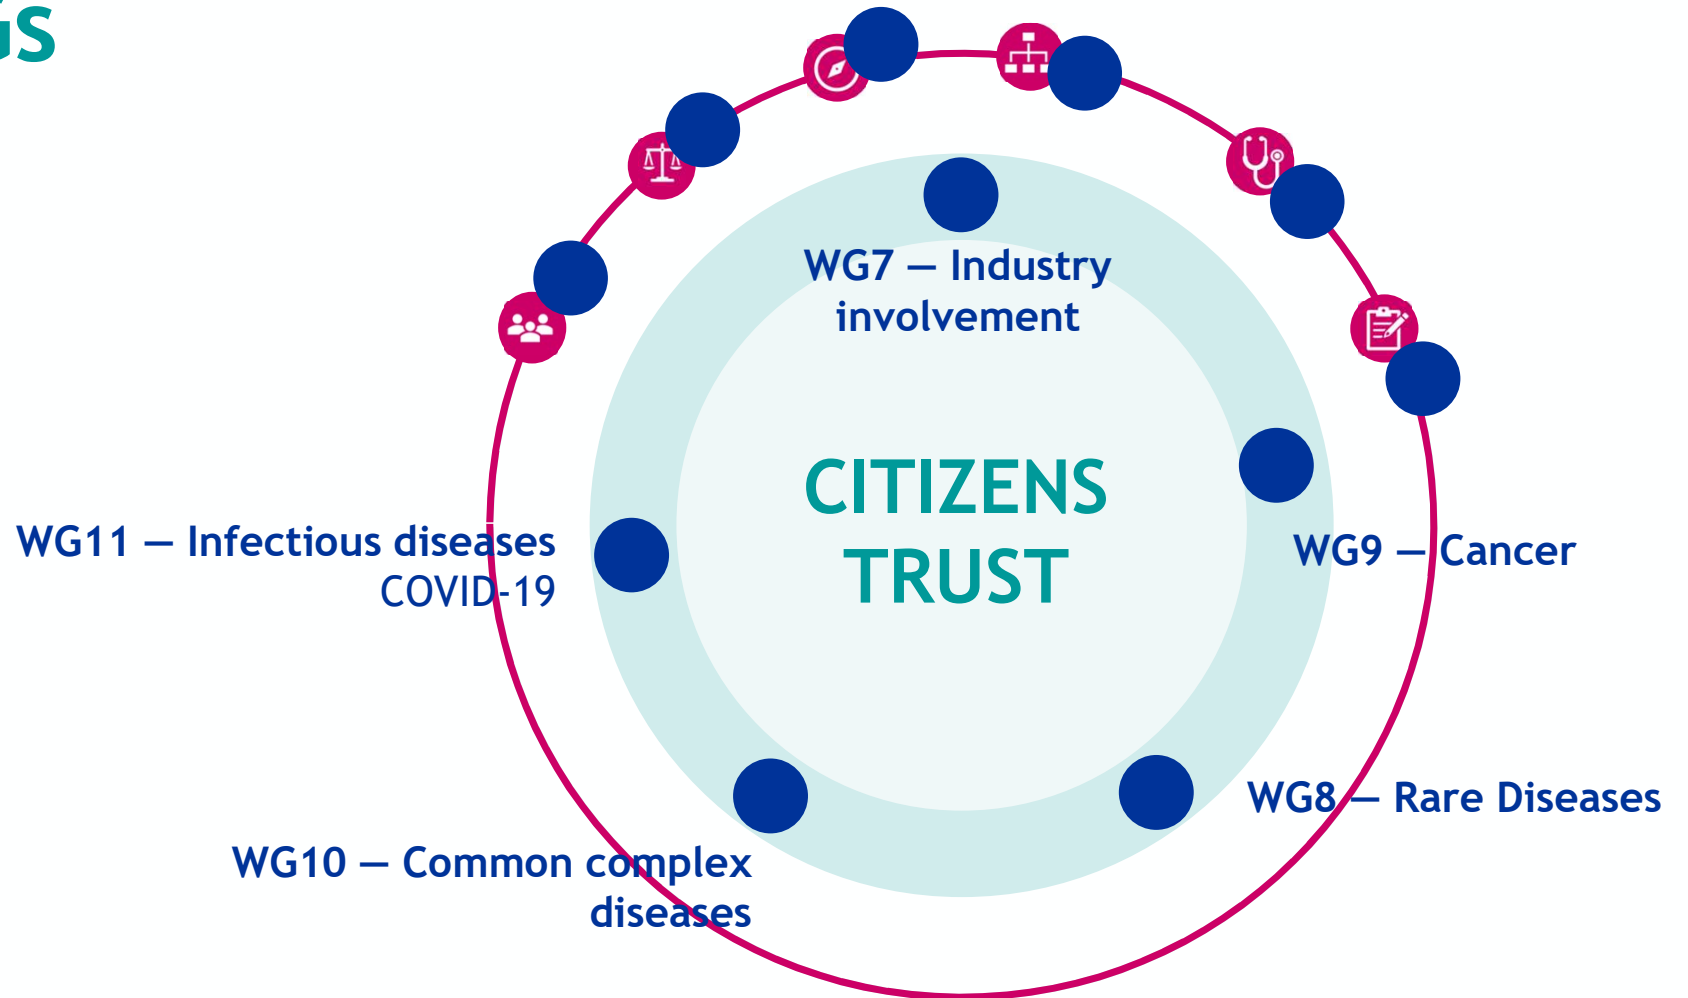 WG7 — Industry
involvement
CITIZENS
TRUST
WG11 — Infectious diseases
COVID-19
WG9 — Cancer
WG8 — Rare Diseases
WG10 — Common complex
diseases